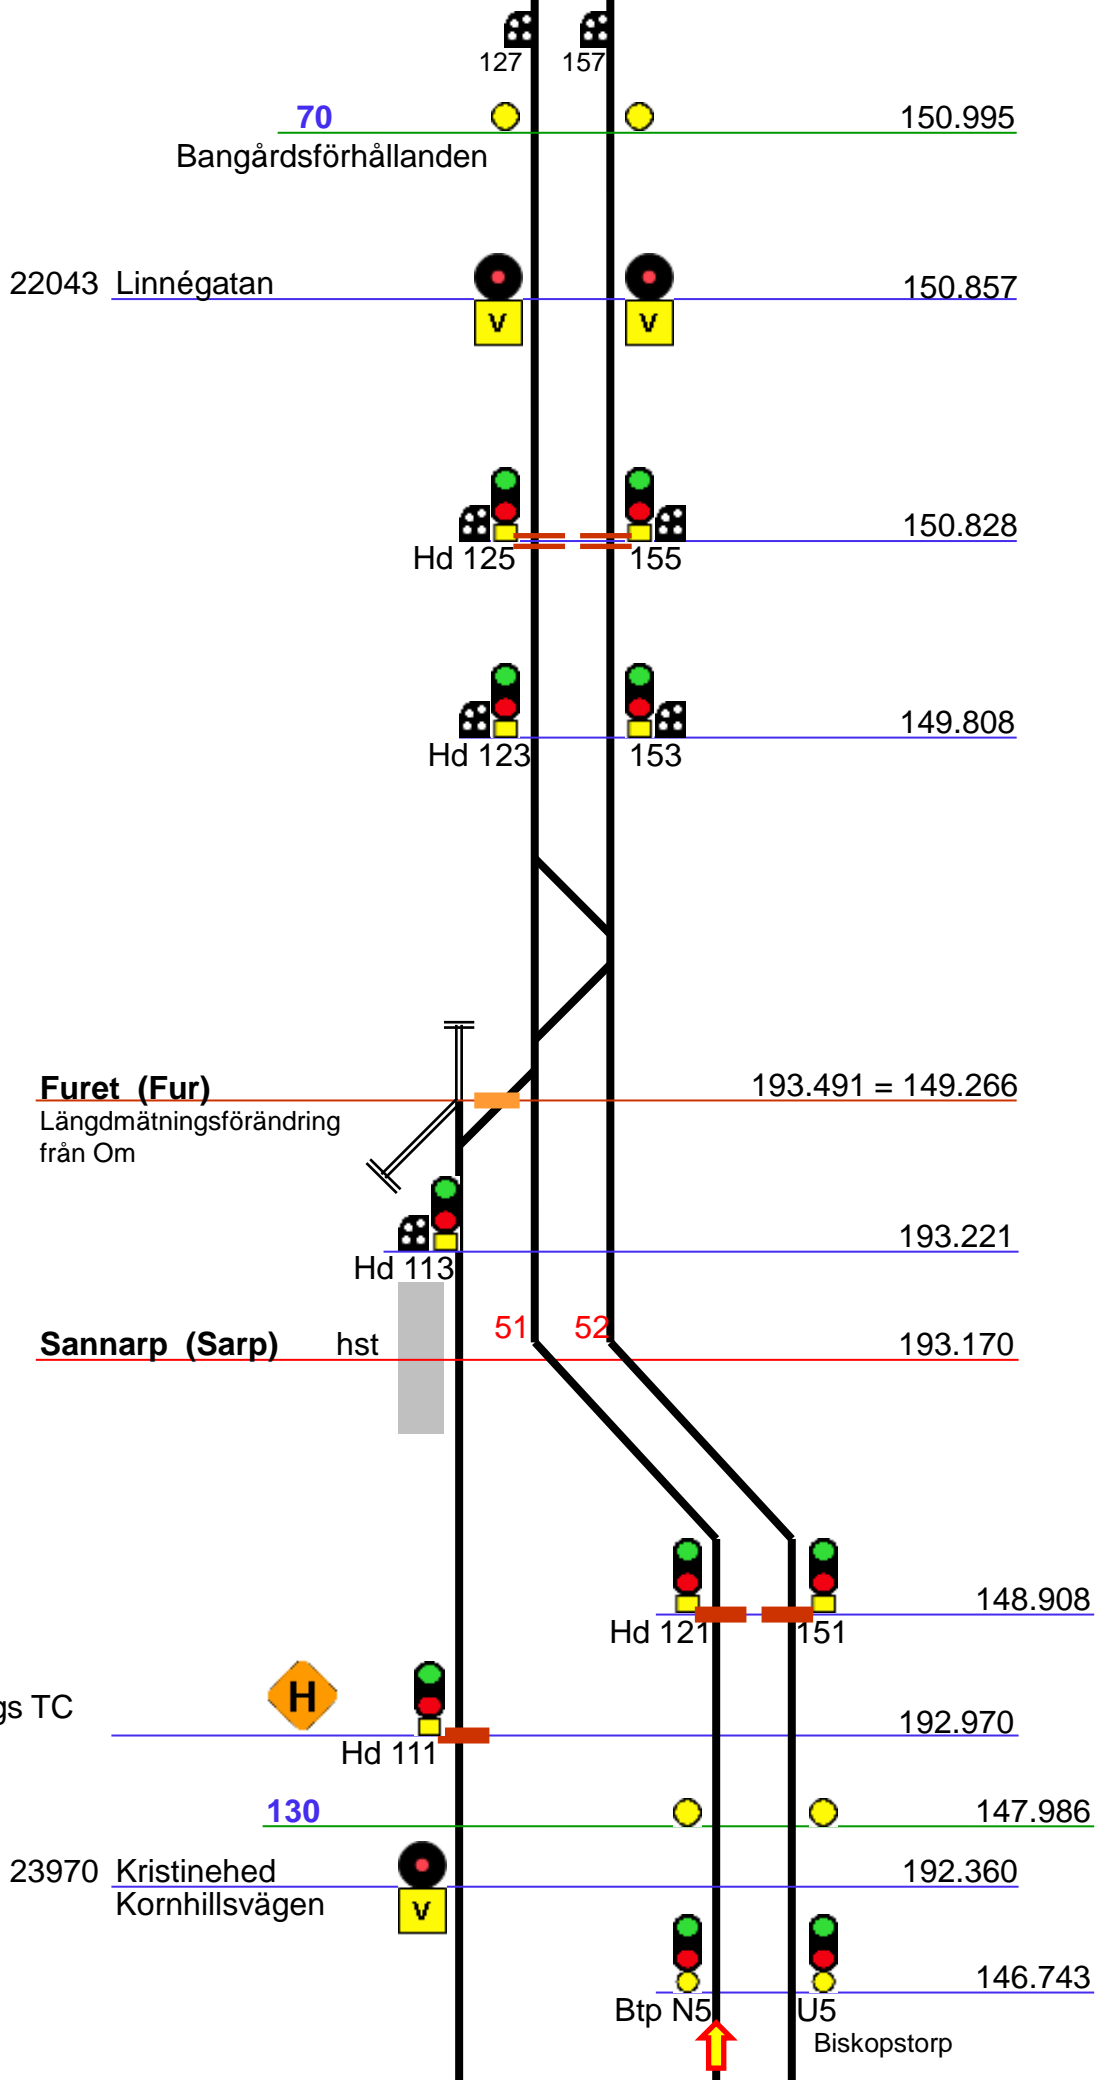 127 157
70 150.995
Bangårdsförhållanden
22043 Linnégatan 150.857
V V
150.828
Hd 125 155
149.808
Hd 123 153
Furet (Fur) 193.491 = 149.266
Längdmätningsförändring
från Om
193.221
Hd 113
51 52
Sannarp (Sarp) hst 193.170
148.908
Hd 121 151
H
gs TC 192.970
Hd 111
130 147.986
23970 Kristinehed 192.360
Kornhillsvägen
V
146.743
Btp N5 U5
Biskopstorp